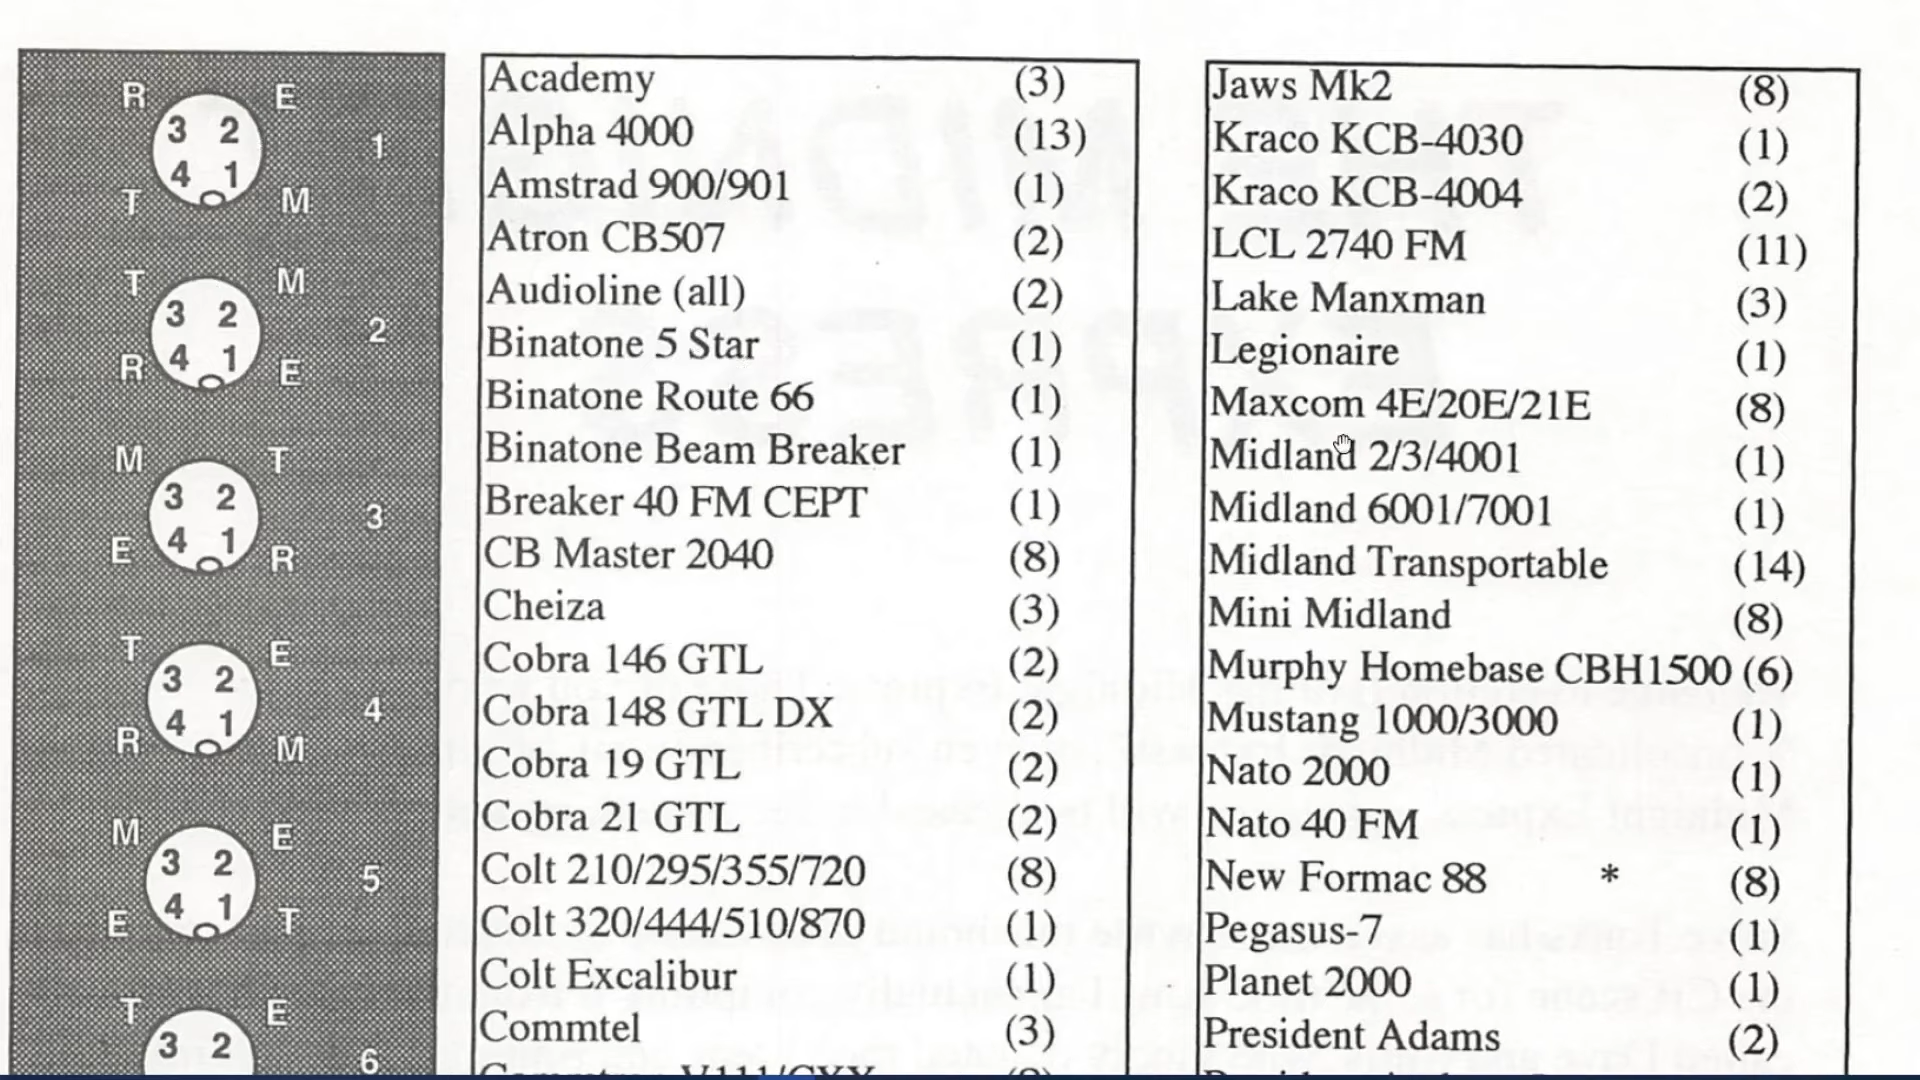 R E
3 2
4 1
T M
1
T M
3 2
4 1
R E
2
M T
3 2
4 1
E R
3
T E
3 2
4 1
R M
4
M E
3 2
4 1
E T
5
T E
3 2
6
Academy (3)
Alpha 4000 (13)
Amstrad 900/901 (1)
Atron CB507 (2)
Audioline (all) (2)
Binatone 5 Star (1)
Binatone Route 66 (1)
Binatone Beam Breaker (1)
Breaker 40 FM CEPT (1)
CB Master 2040 (8)
Cheiza (3)
Cobra 146 GTL (2)
Cobra 148 GTL DX (2)
Cobra 19 GTL (2)
Cobra 21 GTL (2)
Colt 210/295/355/720 (8)
Colt 320/444/510/870 (1)
Colt Excalibur (1)
Commtel (3)
Jaws Mk2 (8)
Kraco KCB-4030 (1)
Kraco KCB-4004 (2)
LCL 2740 FM (11)
Lake Manxman (3)
Legionaire (1)
Maxcom 4E/20E/21E (8)
Midland 2/3/4001 (1)
Midland 6001/7001 (1)
Midland Transportable (14)
Mini Midland (8)
Murphy Homebase CBH1500 (6)
Mustang 1000/3000 (1)
Nato 2000 (1)
Nato 40 FM (1)
New Formac 88 * (8)
Pegasus-7 (1)
Planet 2000 (1)
President Adams (2)